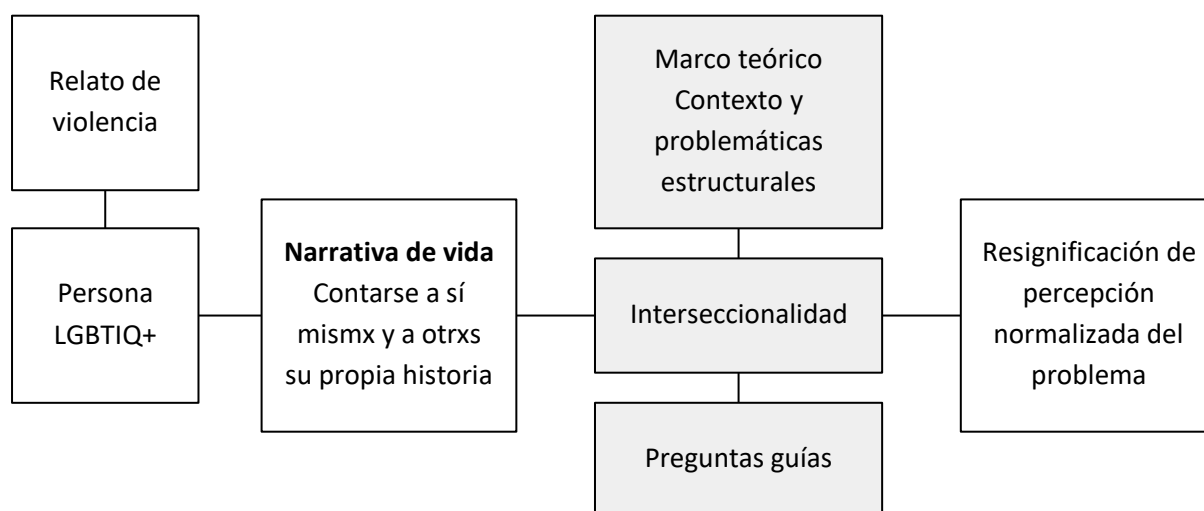 Relato de
violencia
Persona
LGBTIQ+
Narrativa de vida
Contarse a sí
mismx y a otrxs
su propia historia
Marco teórico
Contexto y
problemáticas
estructurales
Interseccionalidad
Preguntas guías
Resignificación de
percepción
normalizada del
problema